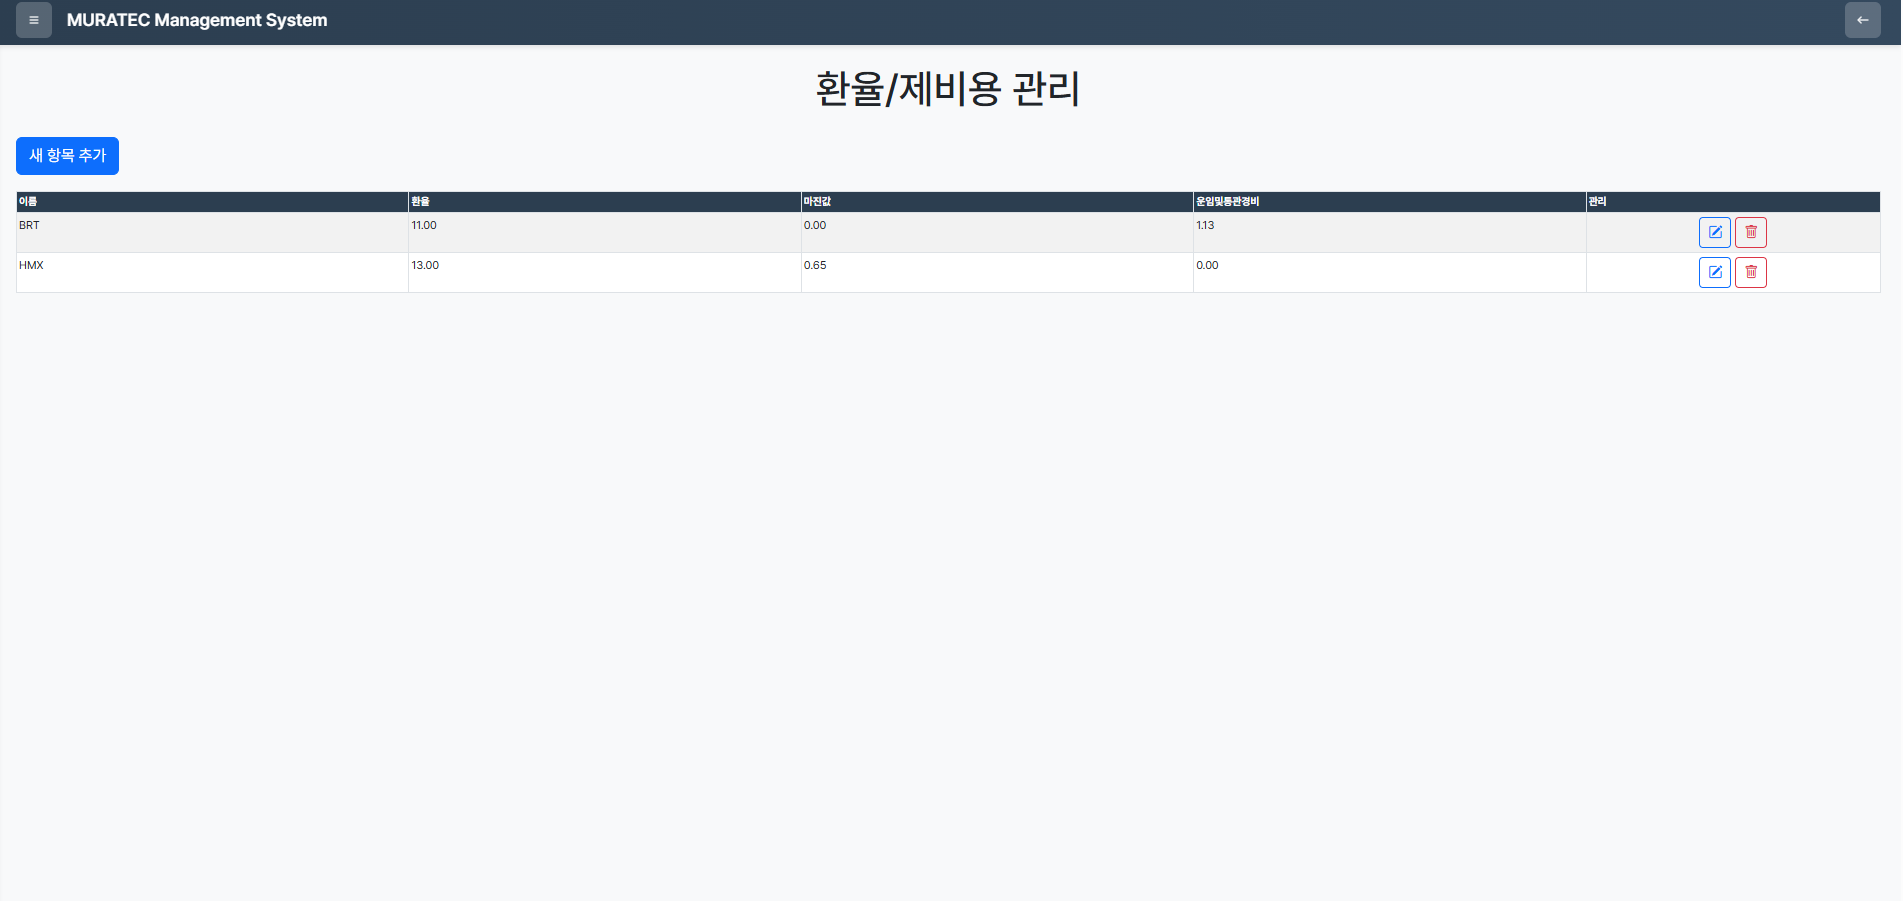 MURATEC Management System
환율/제비용 관리
새 항목 추가
이름 환율 마진값 운임및통관경비 관리
BRT 11.00 0.00 1.13
HMX 13.00 0.65 0.00